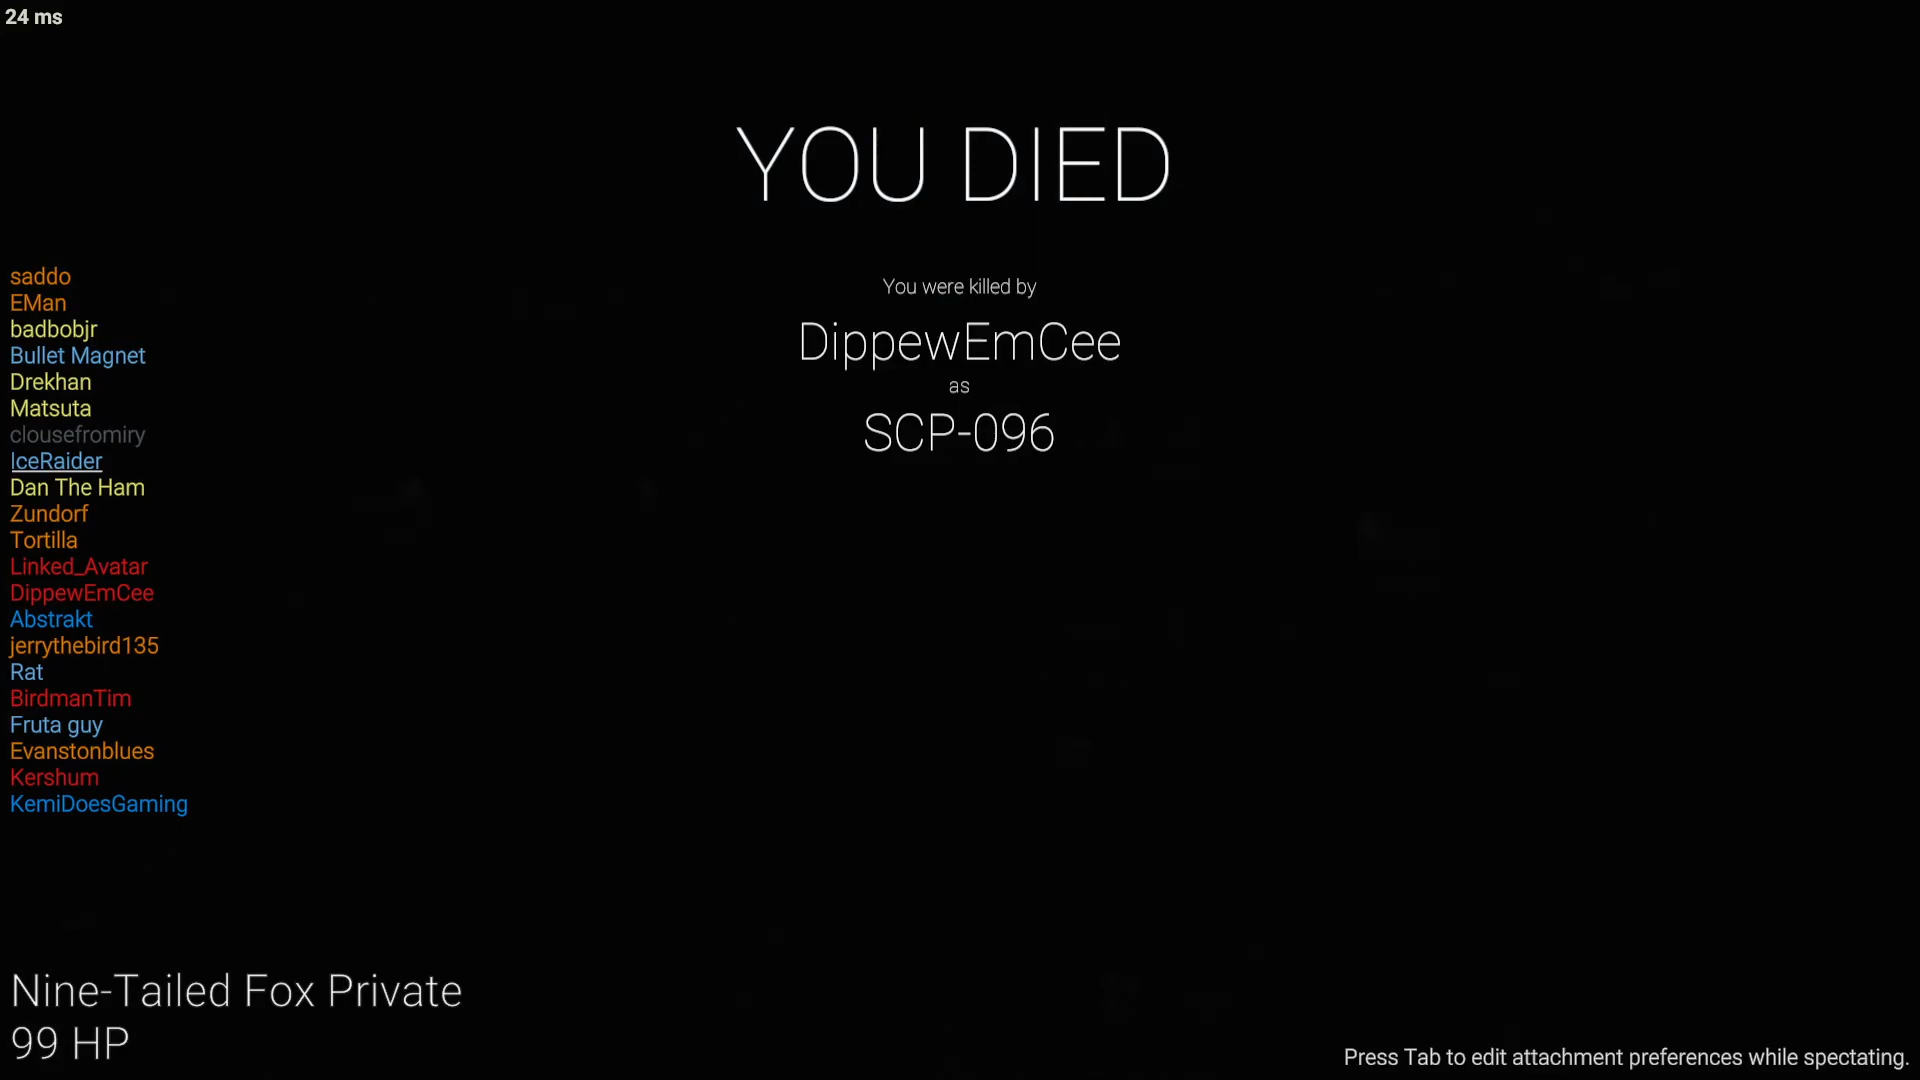 24 ms
YOU DIED
You were killed by
DippewEmCee
as
SCP-096
saddo
EMan
badbobjr
Bullet Magnet
Drekhan
Matsuta
clousefromiry
IceRaider
Dan The Ham
Zundorf
Tortilla
Linked_Avatar
DippewEmCee
Abstrakt
jerrythebird135
Rat
BirdmanTim
Fruta guy
Evanstonblues
Kershum
KemiDoesGaming
Nine-Tailed Fox Private
99 HP
Press Tab to edit attachment preferences while spectating.